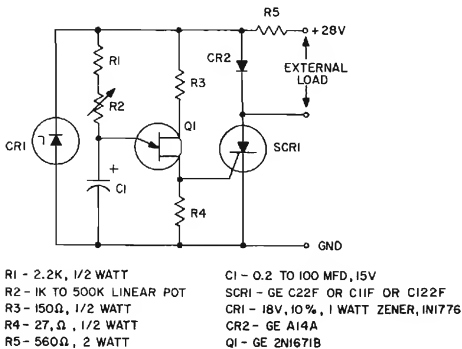 R5
+28V
R1
CR2
EXTERNAL
LOAD
R3
R2
Q1
CR1
SCR1
+
C1
R4
GND
R1 - 2.2K, 1/2 WATT
R2 - 1K TO 500K LINEAR POT
R3 - 150Ω, 1/2 WATT
R4 - 27,Ω , 1/2 WATT
R5 - 560Ω, 2 WATT
C1 - 0.2 TO 100 MFD, 15V
SCR1 - GE C22F OR C11F OR C122F
CR1 - 18V, 10%, 1 WATT ZENER, IN1776
CR2 - GE A14A
Q1 - GE 2N1671B